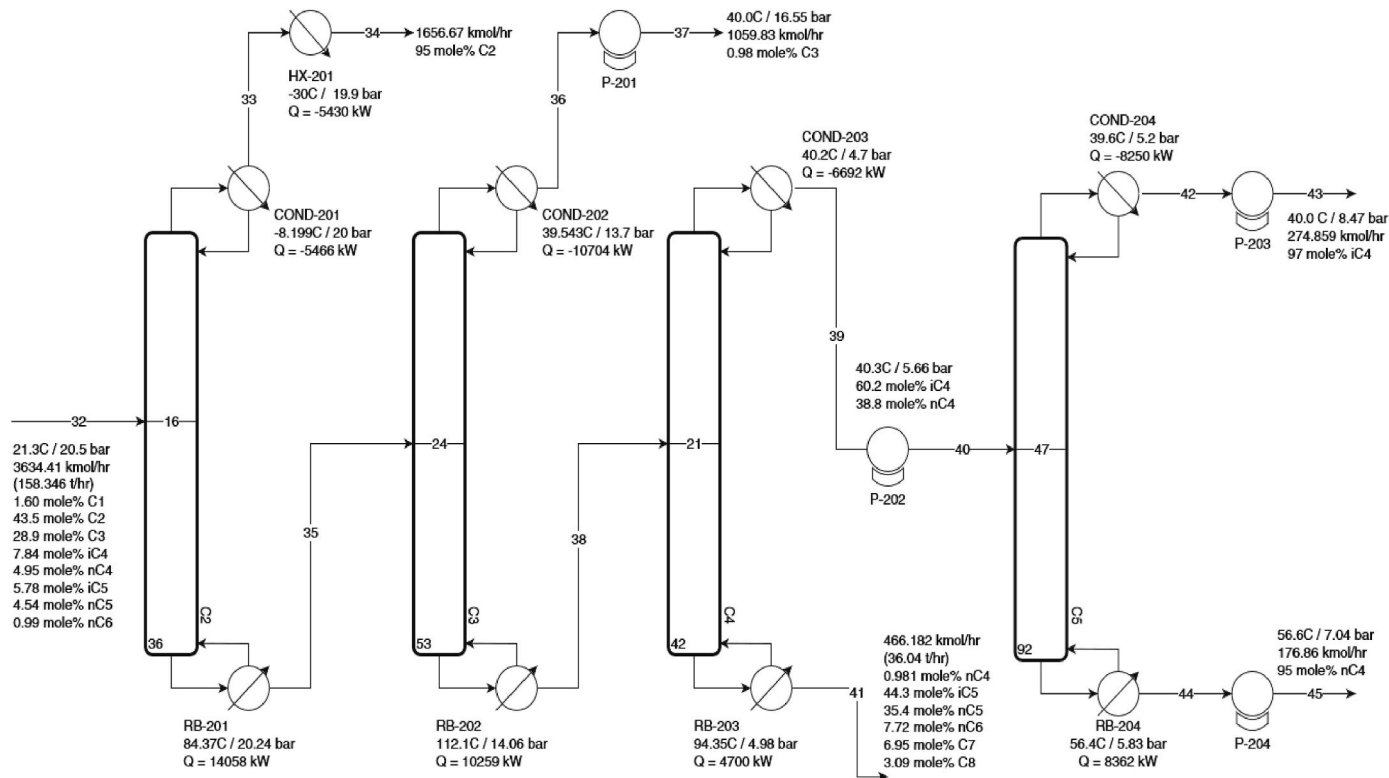 34
1656.67 kmol/hr
95 mole% C2
HX-201
-30C / 19.9 bar
Q = -5430 kW
33
COND-201
-8.199C / 20 bar
Q = -5466 kW
32
21.3C / 20.5 bar
3634.41 kmol/hr
(158.346 t/hr)
1.60 mole% C1
43.5 mole% C2
28.9 mole% C3
7.84 mole% iC4
4.95 mole% nC4
5.78 mole% iC5
4.54 mole% nC5
0.99 mole% nC6
16
C2
36
RB-201
84.37C / 20.24 bar
Q = 14058 kW
35
37
40.0C / 16.55 bar
1059.83 kmol/hr
0.98 mole% C3
P-201
36
COND-202
39.543C / 13.7 bar
Q = -10704 kW
24
C3
53
RB-202
112.1C / 14.06 bar
Q = 10259 kW
38
COND-203
40.2C / 4.7 bar
Q = -6692 kW
39
21
C4
42
RB-203
94.35C / 4.98 bar
Q = 4700 kW
41
466.182 kmol/hr
(36.04 t/hr)
0.981 mole% nC4
44.3 mole% iC5
35.4 mole% nC5
7.72 mole% nC6
6.95 mole% C7
3.09 mole% C8
40.3C / 5.66 bar
60.2 mole% iC4
38.8 mole% nC4
P-202
40
COND-204
39.6C / 5.2 bar
Q = -8250 kW
42
43
P-203
40.0 C / 8.47 bar
274.859 kmol/hr
97 mole% iC4
47
C5
92
RB-204
56.4C / 5.83 bar
Q = 8362 kW
44
45
P-204
56.6C / 7.04 bar
176.86 kmol/hr
95 mole% nC4